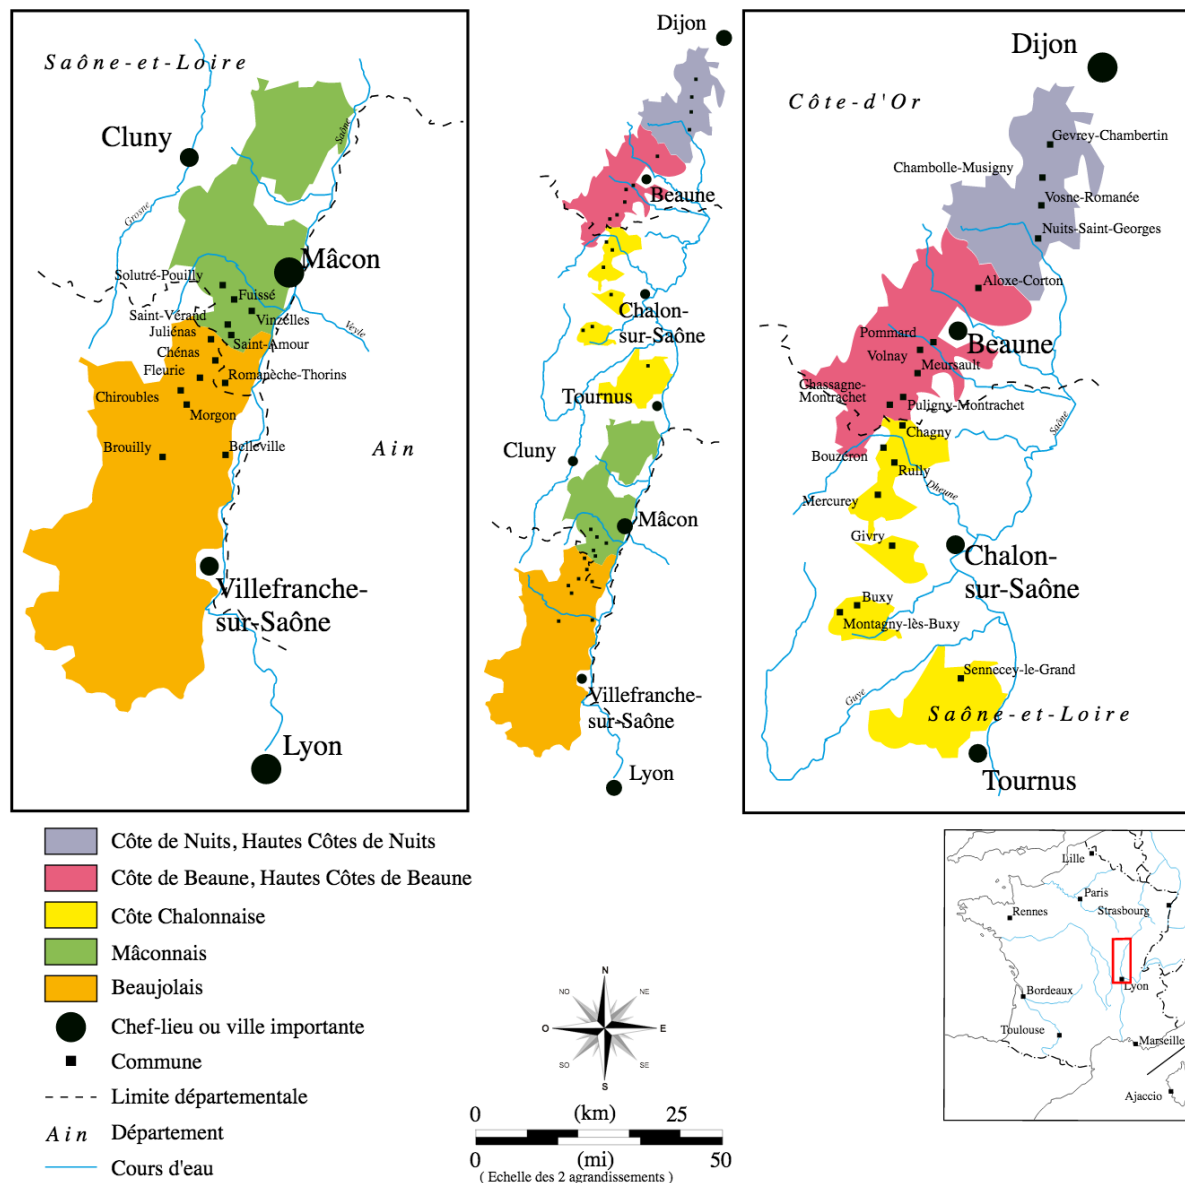 Saône-et-Loire
Cluny
Saône
Grosne
Mâcon
Solutré-Pouilly
Fuissé
Saint-Vérand
Vinzelles
Veyle
Juliénas
Saint-Amour
Chénas
Fleurie
Romanèche-Thorins
Chiroubles
Morgon
Brouilly
Belleville
Ain
Villefranche-
sur-Saône
Lyon
Dijon
Beaune
Chalon-
sur-Saône
Tournus
Cluny
Mâcon
Villefranche-
sur-Saône
Lyon
Dijon
Côte-d'Or
Gevrey-Chambertin
Chambolle-Musigny
Vosne-Romanée
Nuits-Saint-Georges
Aloxe-Corton
Pommard
Beaune
Volnay
Meursault
Chassagne-
Montrachet
Puligny-Montrachet
Saône
Chagny
Bouzeron
Rully
Dheune
Mercurey
Givry
Chalon-
sur-Saône
Buxy
Montagny-lès-Buxy
Sennecey-le-Grand
Guye
Saône-et-Loire
Tournus
Côte de Nuits, Hautes Côtes de Nuits
Côte de Beaune, Hautes Côtes de Beaune
Côte Chalonnaise
Mâconnais
Beaujolais
Chef-lieu ou ville importante
Commune
Limite départementale
Ain Département
Cours d'eau
N
NO NE
O E
SO SE
S
0 (km) 25
0 (mi) 50
( Echelle des 2 agrandissements )
Lille
Paris
Rennes
Strasbourg
Lyon
Bordeaux
Toulouse
Marseille
Ajaccio